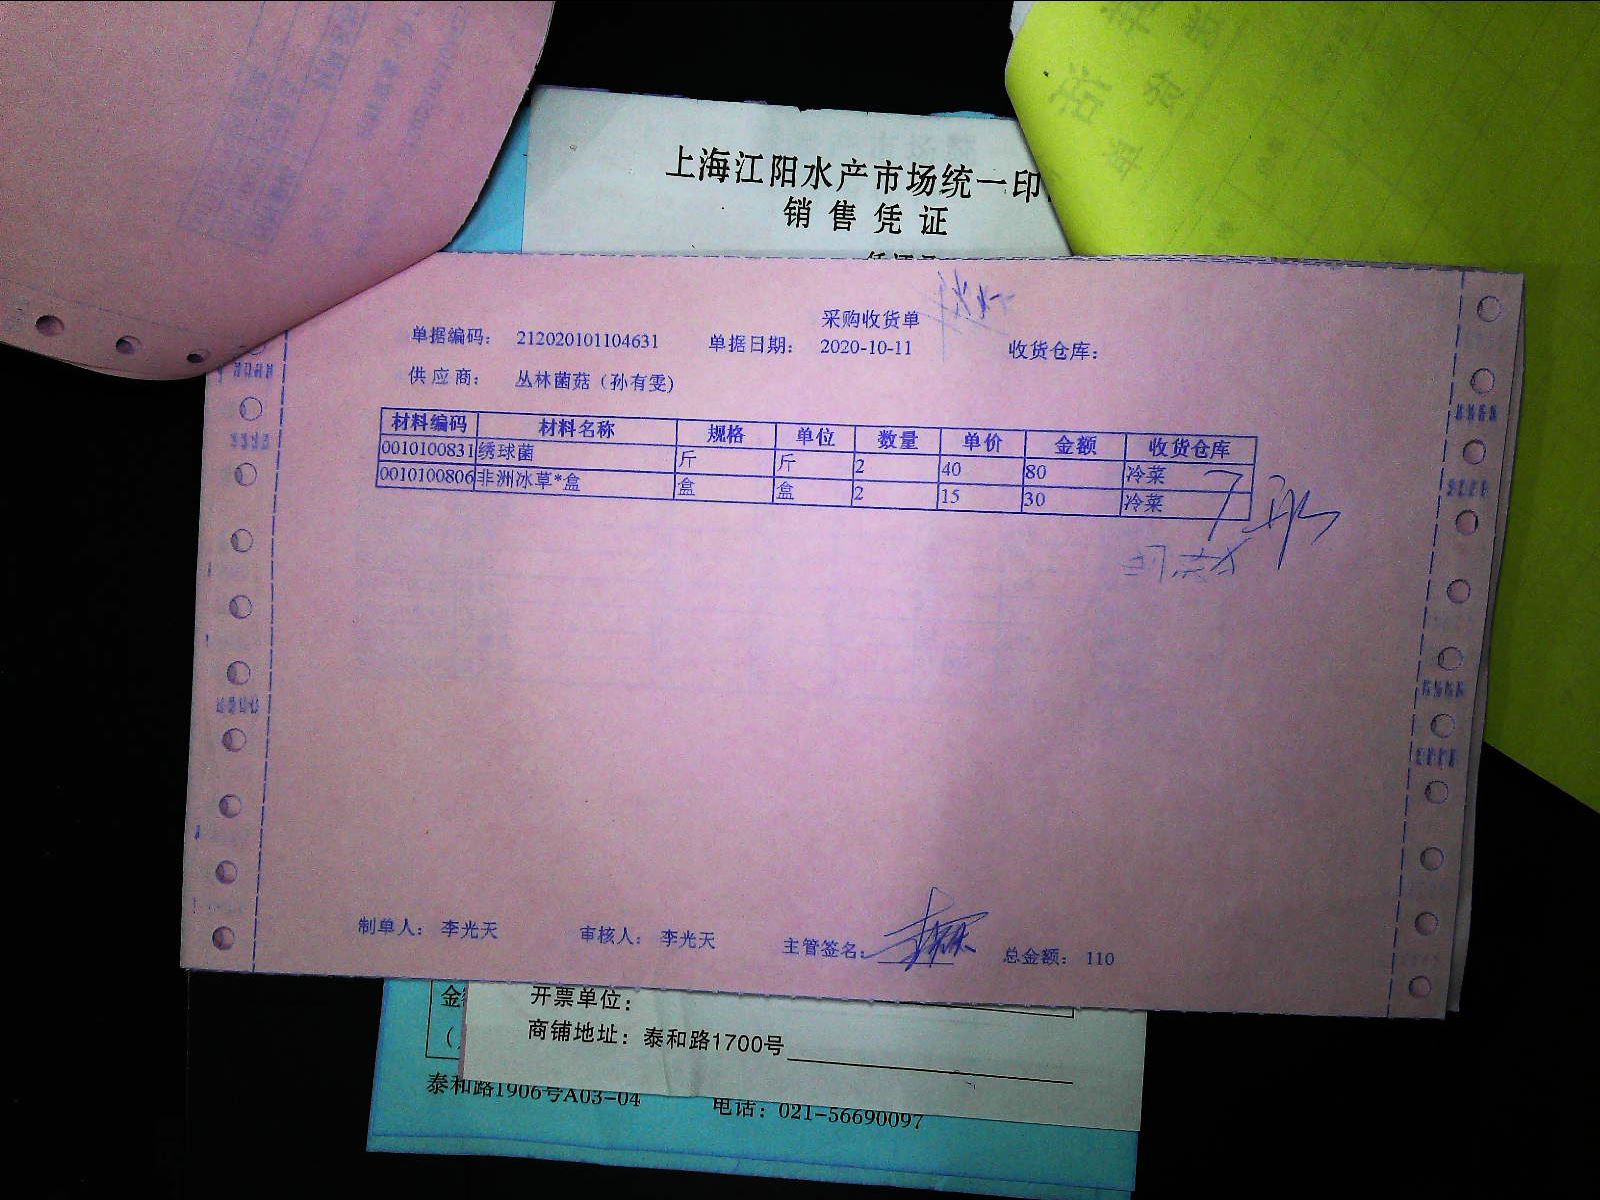 上海江阳水产市场统一印
销售凭证
采购收货单
单据编码： 212020101104631 单据日期： 2020-10-11 收货仓库：
供应商： 丛林菌菇（孙有雯）
材料编码 材料名称 规格 单位 数量 单价 金额 收货仓库
0010100831 绣球菌 斤 斤 2 40 80 冷菜
0010100806 非洲冰草*盒 盒 盒 2 15 30 冷菜
制单人： 李光天 审核人： 李光天 主管签名: 总金额： 110
开票单位：
商铺地址：泰和路1700号
泰和路1906号A03-04 电话：021-56690097